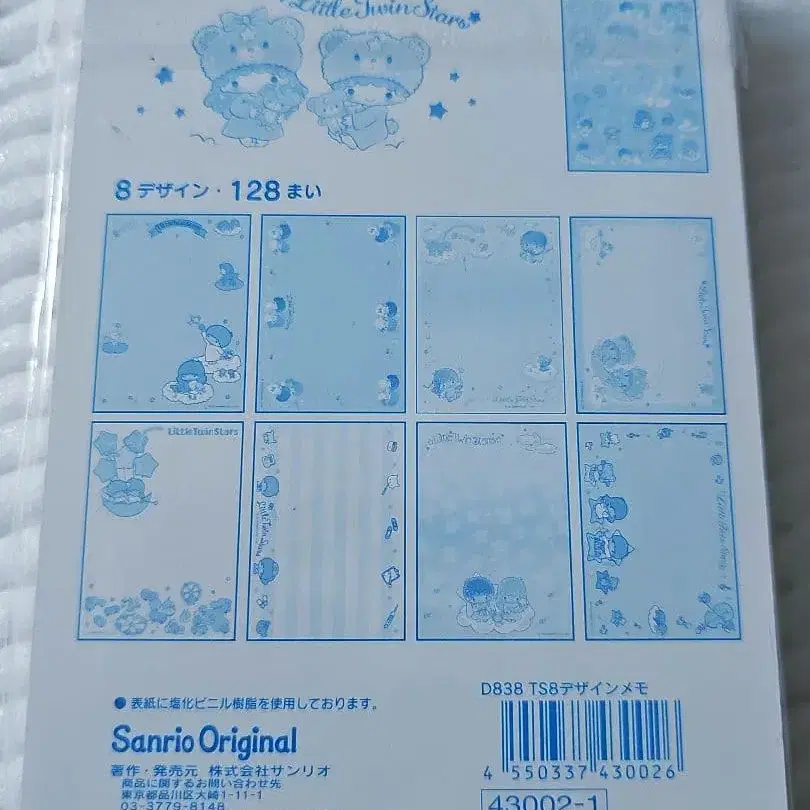 Little Twin Stars
8デザイン・128まい
LittleTwinStars
●表紙に塩化ビニル樹脂を使用しております。
D838 TS8デザインメモ
Sanrio Original
著作・発売元 株式会社サンリオ
商品に関するお問い合わせ先
東京都品川区大崎1-11-1
03-3779-8148
4 550337 430026
43002-1